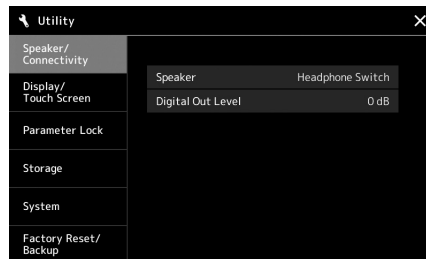 Utility
Speaker/
Connectivity
Speaker Headphone Switch
Digital Out Level 0 dB
Display/
Touch Screen
Parameter Lock
Storage
System
Factory Reset/
Backup